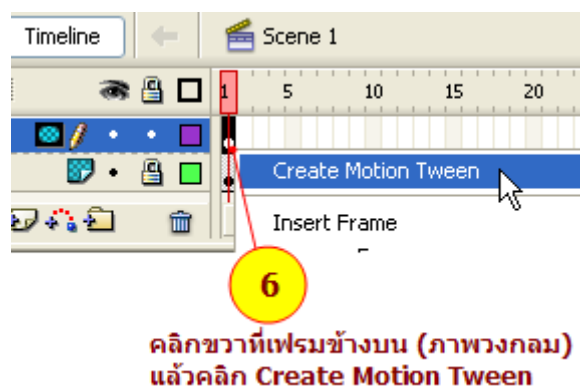 Timeline Scene 1
1 5 10 15 20
Create Motion Tween
Insert Frame
6
คลิกขวาที่เฟรมข้างบน (ภาพวงกลม)
แล้วคลิก Create Motion Tween